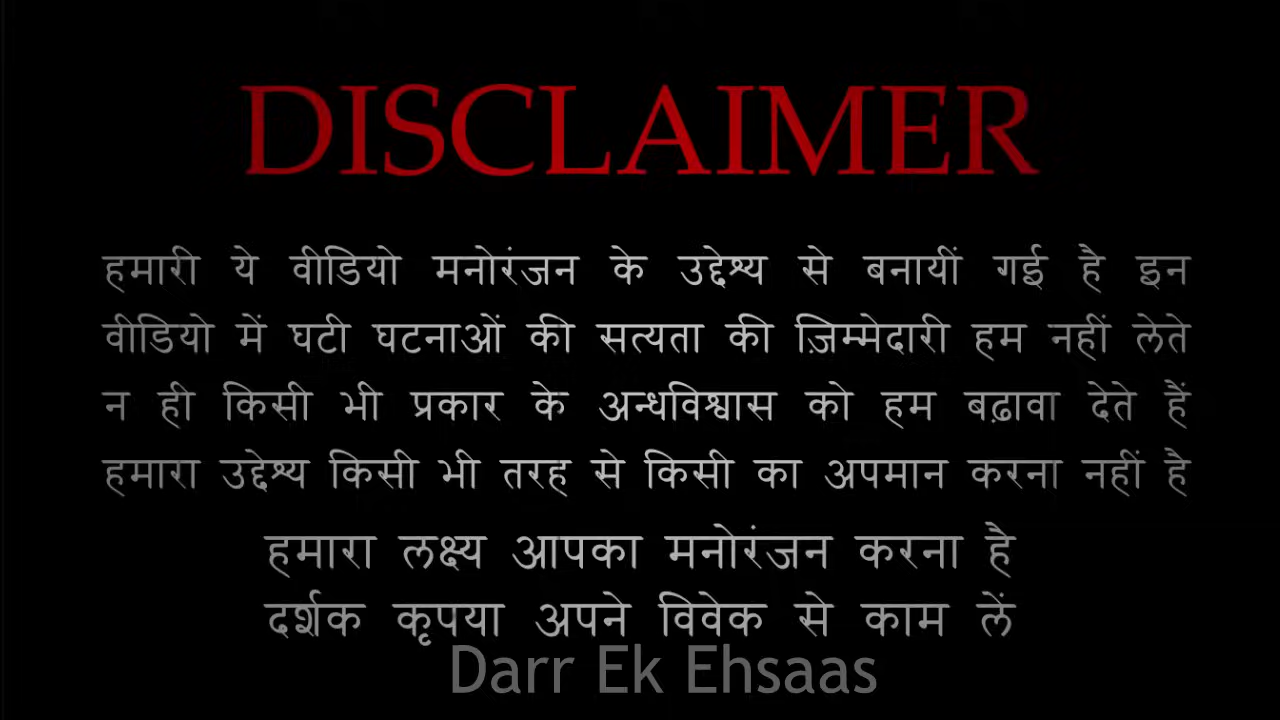 DISCLAIMER
हमारी ये वीडियो मनोरंजन के उद्देश्य से बनायीं गई है इन
वीडियो में घटी घटनाओं की सत्यता की ज़िम्मेदारी हम नहीं लेते
न ही किसी भी प्रकार के अन्धविश्वास को हम बढ़ावा देते हैं
हमारा उद्देश्य किसी भी तरह से किसी का अपमान करना नहीं है
हमारा लक्ष्य आपका मनोरंजन करना है
दर्शक कृपया अपने विवेक से काम लें
Darr Ek Ehsaas